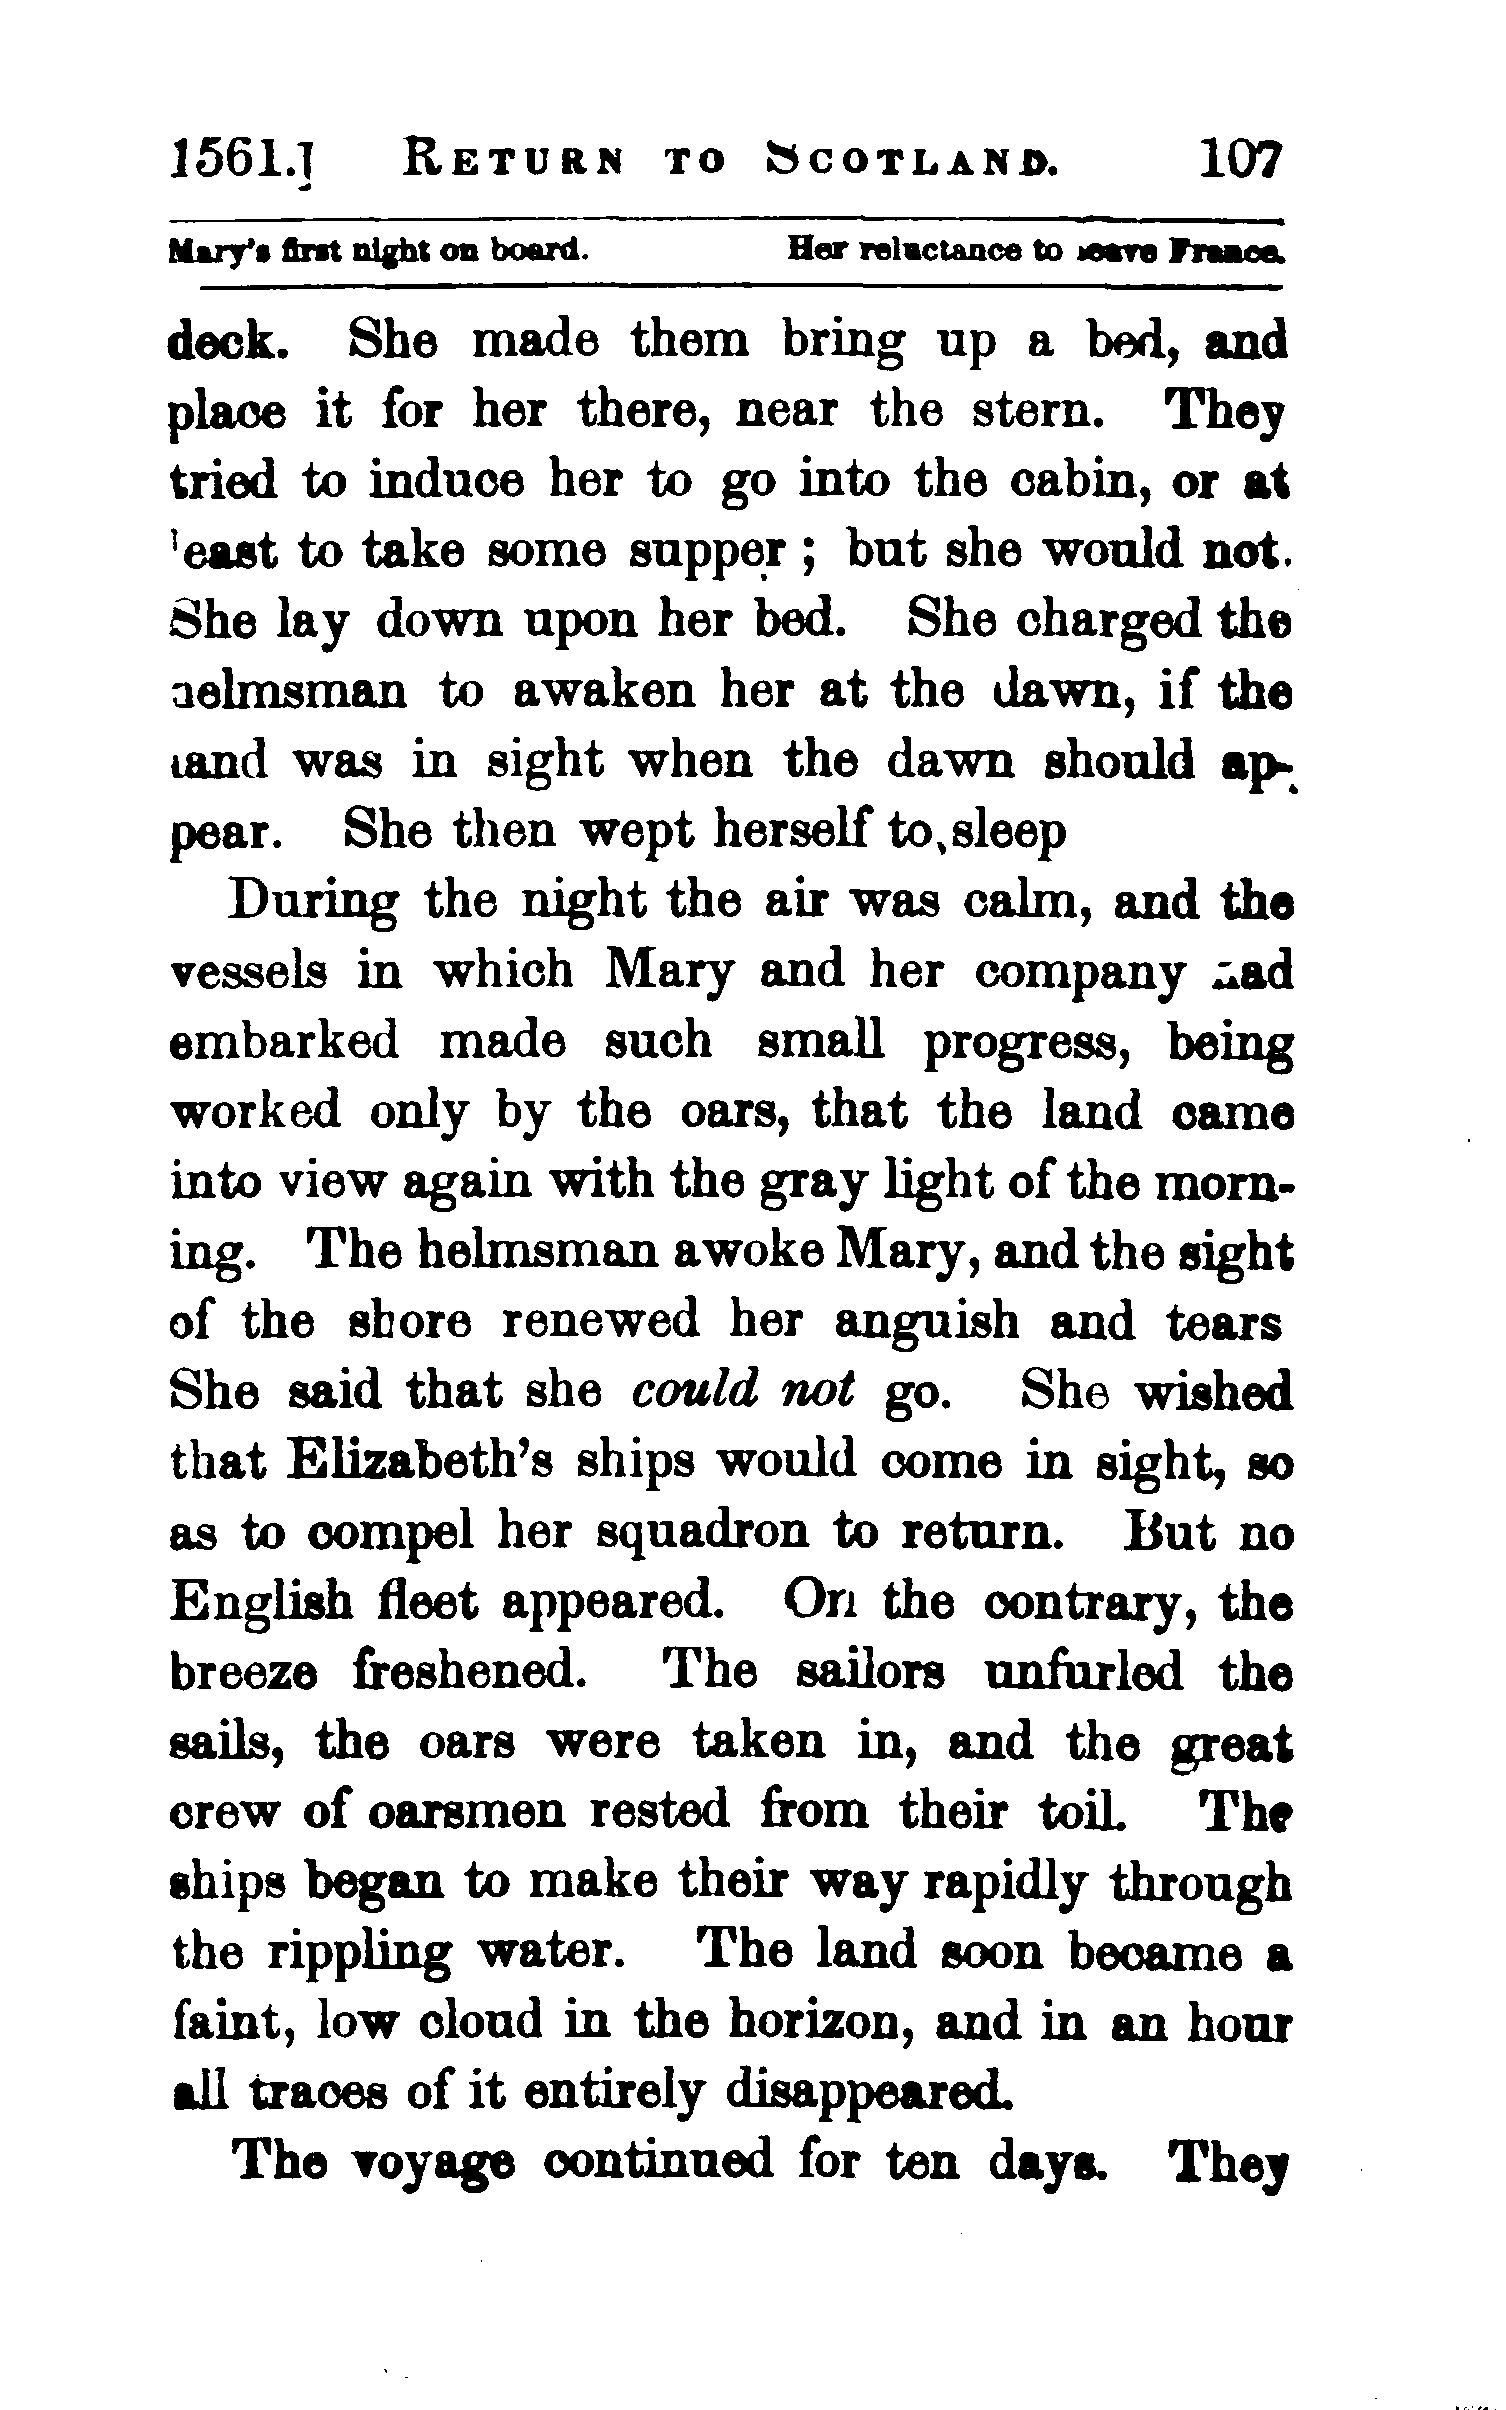 1561.] RETURN TO SCOTLAND. 107
Mary's first night on board. Her reluctance to leave France.
deck. She made them bring up a bed, and
place it for her there, near the stern. They
tried to induce her to go into the cabin, or at
least to take some supper; but she would not.
She lay down upon her bed. She charged the
helmsman to awaken her at the dawn, if the
land was in sight when the dawn should ap-
pear. She then wept herself to sleep
During the night the air was calm, and the
vessels in which Mary and her company had
embarked made such small progress, being
worked only by the oars, that the land came
into view again with the gray light of the morn-
ing. The helmsman awoke Mary, and the sight
of the shore renewed her anguish and tears
She said that she could not go. She wished
that Elizabeth's ships would come in sight, so
as to compel her squadron to return. But no
English fleet appeared. On the contrary, the
breeze freshened. The sailors unfurled the
sails, the oars were taken in, and the great
crew of oarsmen rested from their toil. The
ships began to make their way rapidly through
the rippling water. The land soon became a
faint, low cloud in the horizon, and in an hour
all traces of it entirely disappeared.
The voyage continued for ten days. They